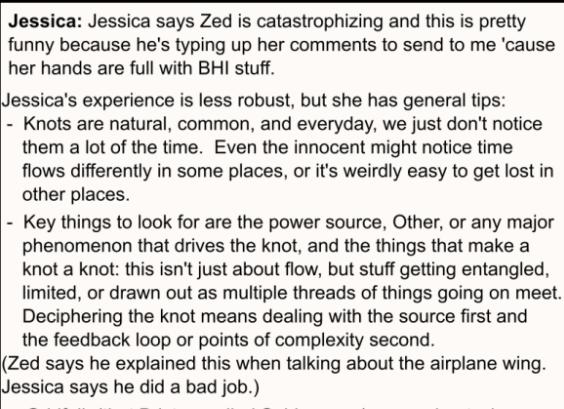 Jessica: Jessica says Zed is catastrophizing and this is pretty
funny because he's typing up her comments to send to me 'cause
her hands are full with BHI stuff.
Jessica's experience is less robust, but she has general tips:
- Knots are natural, common, and everyday, we just don't notice
them a lot of the time.  Even the innocent might notice time
flows differently in some places, or it's weirdly easy to get lost in
other places.
- Key things to look for are the power source, Other, or any major
phenomenon that drives the knot, and the things that make a
knot a knot: this isn't just about flow, but stuff getting entangled,
limited, or drawn out as multiple threads of things going on meet.
Deciphering the knot means dealing with the source first and
the feedback loop or points of complexity second.
(Zed says he explained this when talking about the airplane wing.
Jessica says he did a bad job.)